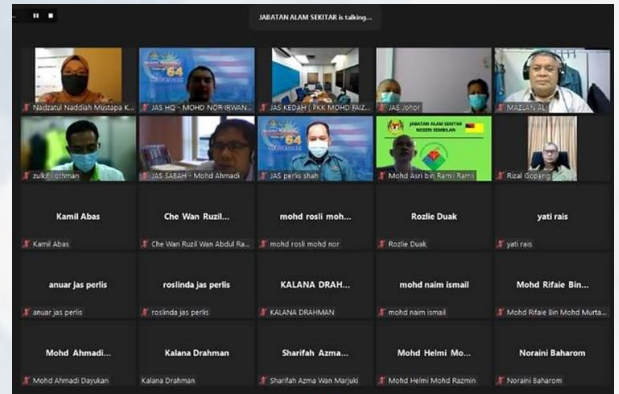 JABATAN ALAM SEKITAR is talking...
Nadzatul Naddiah Mustapa K...
JAS HQ - MOHD NOR IRWAN...
JAS KEDAH | PKK MOHD FAIZ...
JAS Johor
MAZLAN AL
64
zulkifli othman
JAS SABAH - Mohd Ahmadi
64
JAS perlis shah
JABATAN ALAM SEKITAR
NEGERI SEMBILAN
Mohd Asri bin Ramli Ramli
Rizal Gopeng
Kamil Abas
Che Wan Ruzil...
mohd rosli moh...
Rozlie Duak
yati rais
Kamil Abas
Che Wan Ruzil Wan Abdul Ra...
mohd rosli mohd nor
Rozlie Duak
yati rais
anuar jas perlis
roslinda jas perlis
KALANA DRAH...
mohd naim ismail
Mohd Rifaie Bin...
anuar jas perlis
roslinda jas perlis
KALANA DRAHMAN
mohd naim ismail
Mohd Rifaie Bin Mohd Murta...
Mohd Ahmadi...
Kalana Drahman
Sharifah Azma...
Mohd Helmi Mo...
Noraini Baharom
Mohd Ahmadi Dayukan
Kalana Drahman
Sharifah Azma Wan Marjuki
Mohd Helmi Mohd Razmin
Noraini Baharom